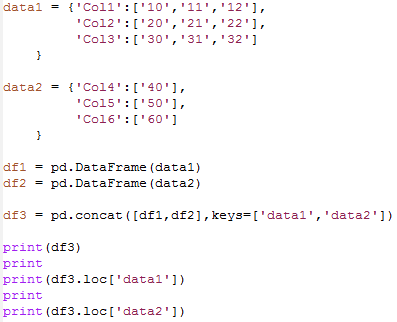 data1 = {'Col1':['10','11','12'],
'Col2':['20','21','22'],
'Col3':['30','31','32']
}
data2 = {'Col4':['40'],
'Col5':['50'],
'Col6':['60']
}
df1 = pd.DataFrame(data1)
df2 = pd.DataFrame(data2)
df3 = pd.concat([df1,df2],keys=['data1','data2'])
print(df3)
print
print(df3.loc['data1'])
print
print(df3.loc['data2'])